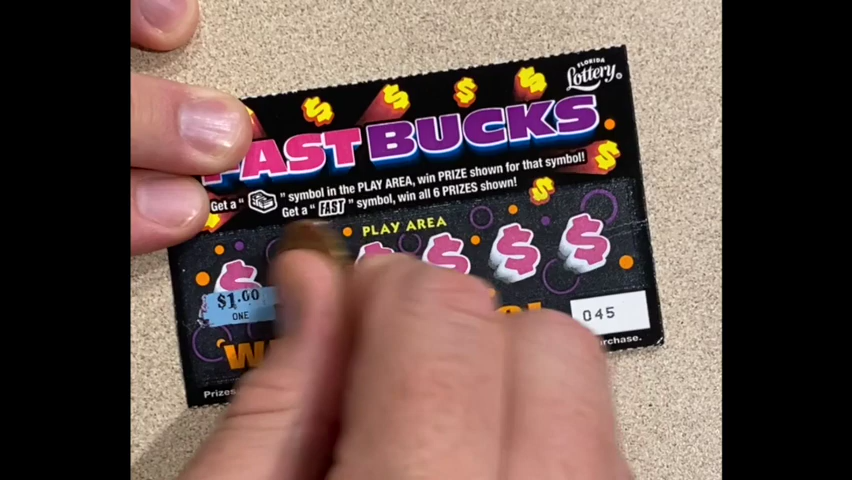 FLORIDA
Lottery
FAST BUCKS
Get a " " symbol in the PLAY AREA, win PRIZE shown for that symbol!
Get a " FAST " symbol, win all 6 PRIZES shown!
PLAY AREA
$1.00
ONE
045
Prizes